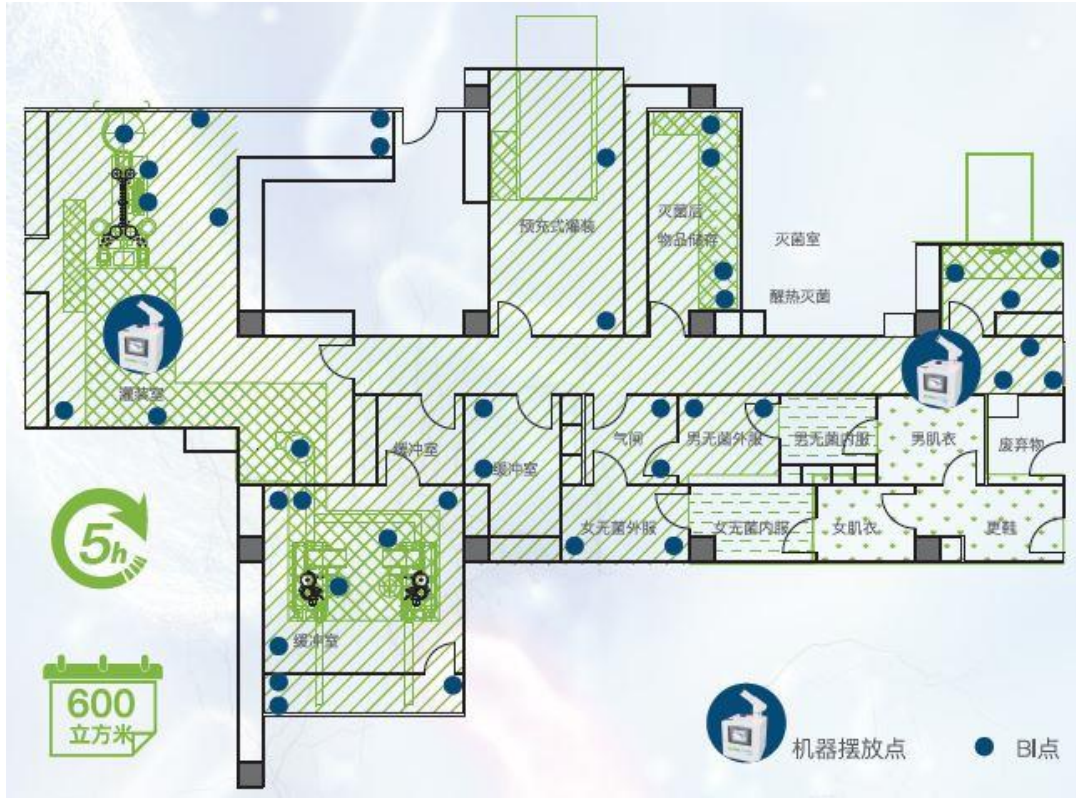 预充式灌装
灭菌后
物品储存
灭菌室
醒热灭菌
灌装室
缓冲室
缓冲室
气闸
男无菌外服
男无菌内服
男肌衣
废弃物
女无菌外服
女无菌内服
女肌衣
更鞋
5h
缓冲室
600
立方米
机器摆放点
BI点